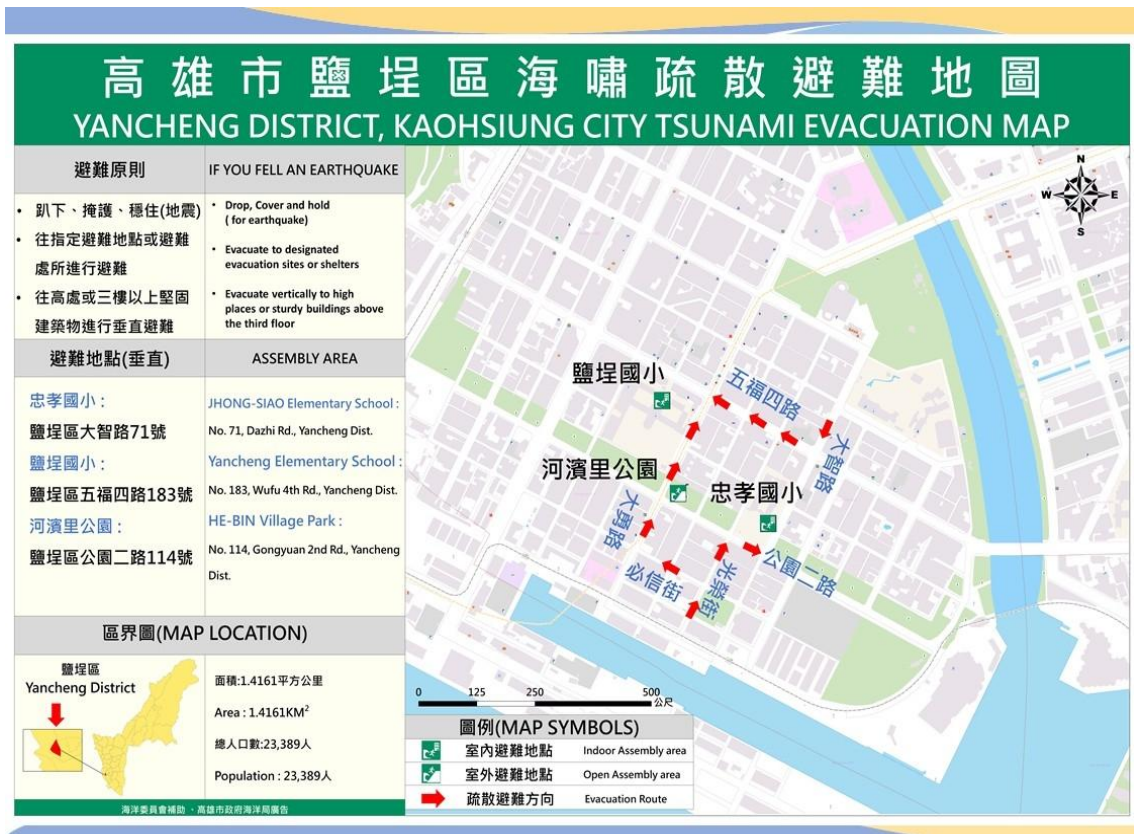 高雄市鹽埕區海嘯疏散避難地圖
YANCHENG DISTRICT, KAOHSIUNG CITY TSUNAMI EVACUATION MAP
避難原則
IF YOU FELL AN EARTHQUAKE
• 趴下、掩護、穩住(地震)
• 往指定避難地點或避難
處所進行避難
• 往高處或三樓以上堅固
建築物進行垂直避難
• Drop, Cover and hold
( for earthquake)
• Evacuate to designated
evacuation sites or shelters
• Evacuate vertically to high
places or sturdy buildings above
the third floor
避難地點(垂直)
ASSEMBLY AREA
忠孝國小：
鹽埕區大智路71號
鹽埕國小：
鹽埕區五福四路183號
河濱里公園：
鹽埕區公園二路114號
JHONG-SIAO Elementary School :
No. 71, Dazhi Rd., Yancheng Dist.
Yancheng Elementary School :
No. 183, Wufu 4th Rd., Yancheng Dist.
HE-BIN Village Park :
No. 114, Gongyuan 2nd Rd., Yancheng
Dist.
區界圖(MAP LOCATION)
鹽埕區
Yancheng District
面積:1.4161平方公里
Area : 1.4161KM²
總人口數:23,389人
Population : 23,389人
海洋委員會補助、高雄市政府海洋局廣告
N
W
E
S
鹽埕國小
五福四路
大智路
河濱里公園
忠孝國小
大勇路
必信街
光榮街
公園二路
0 125 250 500
公尺
圖例(MAP SYMBOLS)
室內避難地點 Indoor Assembly area
室外避難地點 Open Assembly area
疏散避難方向 Evacuation Route